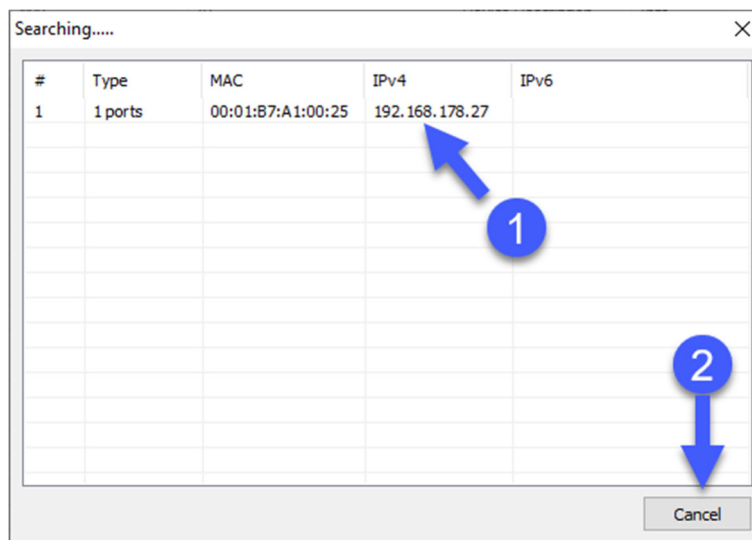 Searching.....
# Type MAC IPv4 IPv6
1 1 ports 00:01:B7:A1:00:25 192.168.178.27
1
2
Cancel